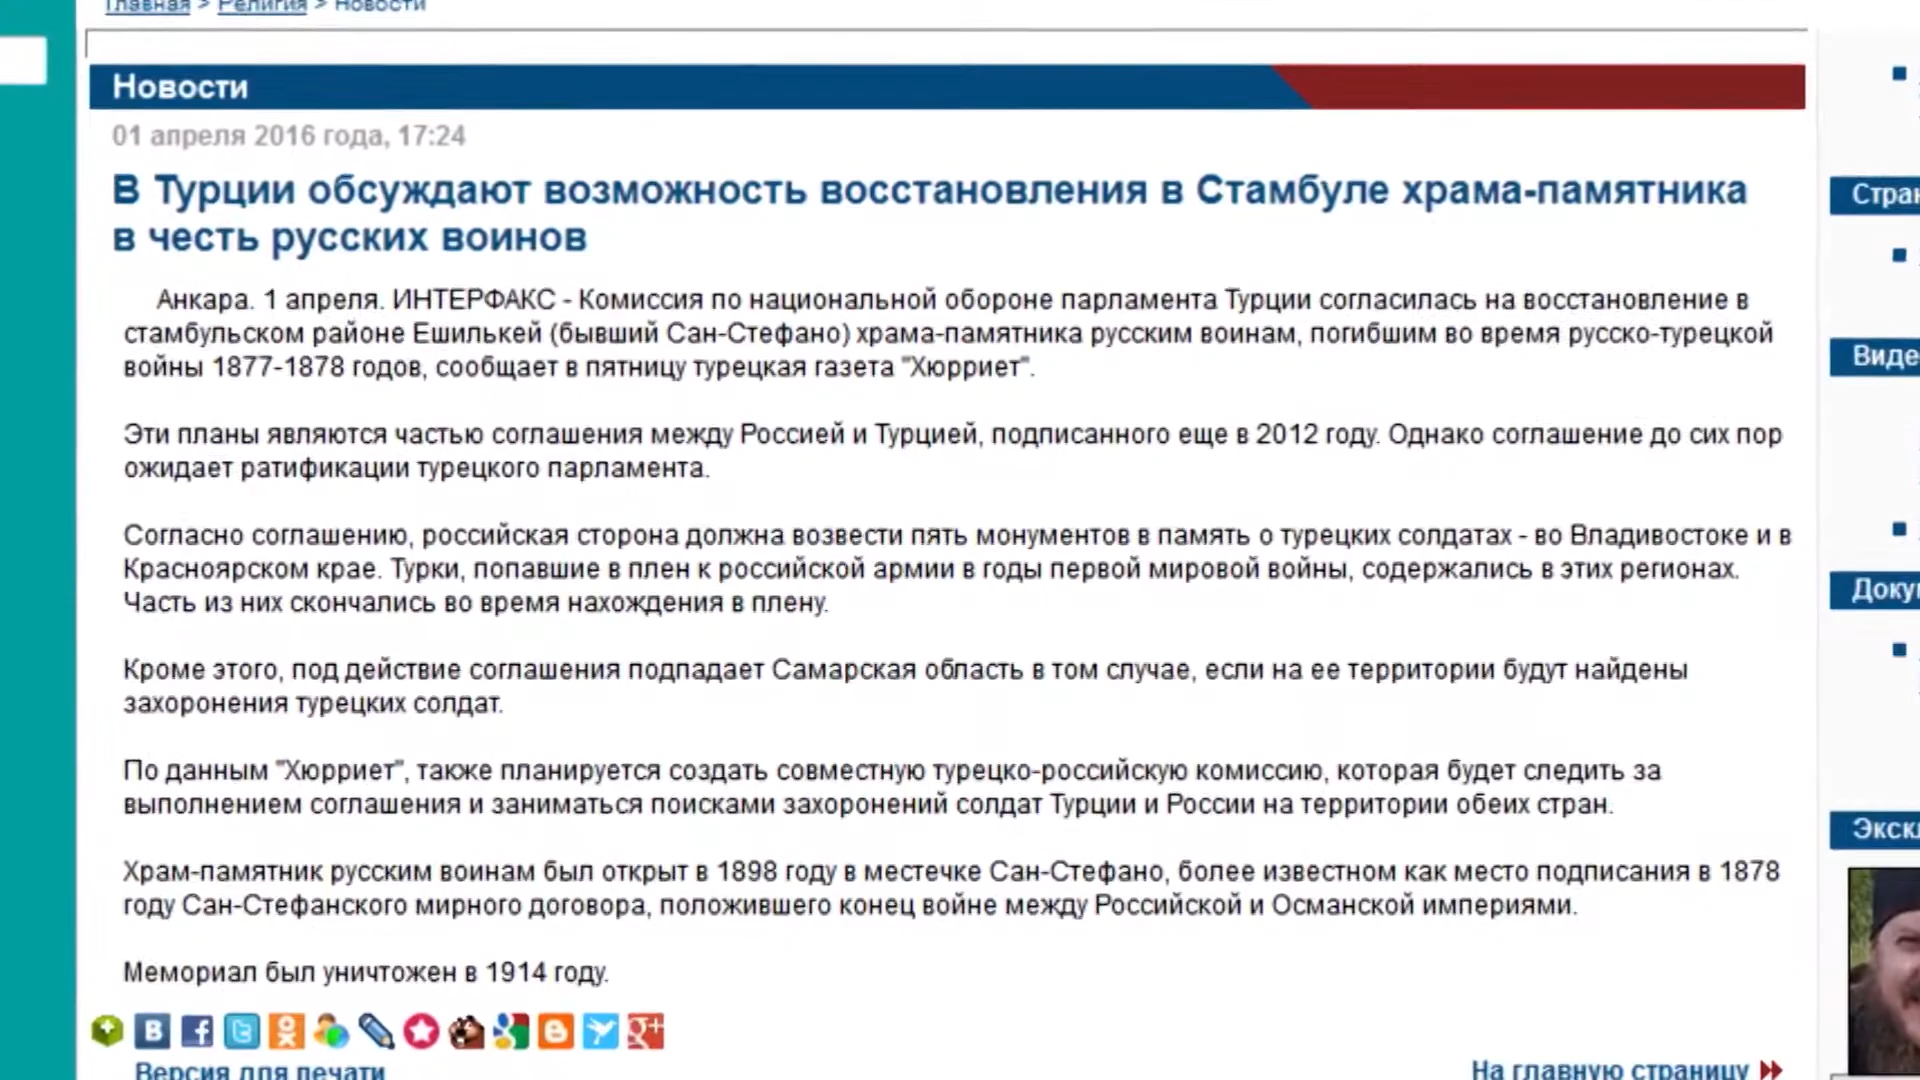 Главная > Религия > Новости
Новости
01 апреля 2016 года, 17:24
В Турции обсуждают возможность восстановления в Стамбуле храма-памятника
в честь русских воинов
Анкара. 1 апреля. ИНТЕРФАКС - Комиссия по национальной обороне парламента Турции согласилась на восстановление в
стамбульском районе Ешилькей (бывший Сан-Стефано) храма-памятника русским воинам, погибшим во время русско-турецкой
войны 1877-1878 годов, сообщает в пятницу турецкая газета "Хюрриет".
Эти планы являются частью соглашения между Россией и Турцией, подписанного еще в 2012 году. Однако соглашение до сих пор
ожидает ратификации турецкого парламента.
Согласно соглашению, российская сторона должна возвести пять монументов в память о турецких солдатах - во Владивостоке и в
Красноярском крае. Турки, попавшие в плен к российской армии в годы первой мировой войны, содержались в этих регионах.
Часть из них скончались во время нахождения в плену.
Кроме этого, под действие соглашения подпадает Самарская область в том случае, если на ее территории будут найдены
захоронения турецких солдат.
По данным "Хюрриет", также планируется создать совместную турецко-российскую комиссию, которая будет следить за
выполнением соглашения и заниматься поисками захоронений солдат Турции и России на территории обеих стран.
Храм-памятник русским воинам был открыт в 1898 году в местечке Сан-Стефано, более известном как место подписания в 1878
году Сан-Стефанского мирного договора, положившего конец войне между Российской и Османской империями.
Мемориал был уничтожен в 1914 году.
Версия для печати
На главную страницу
Стран
Виде
Доку
Экск